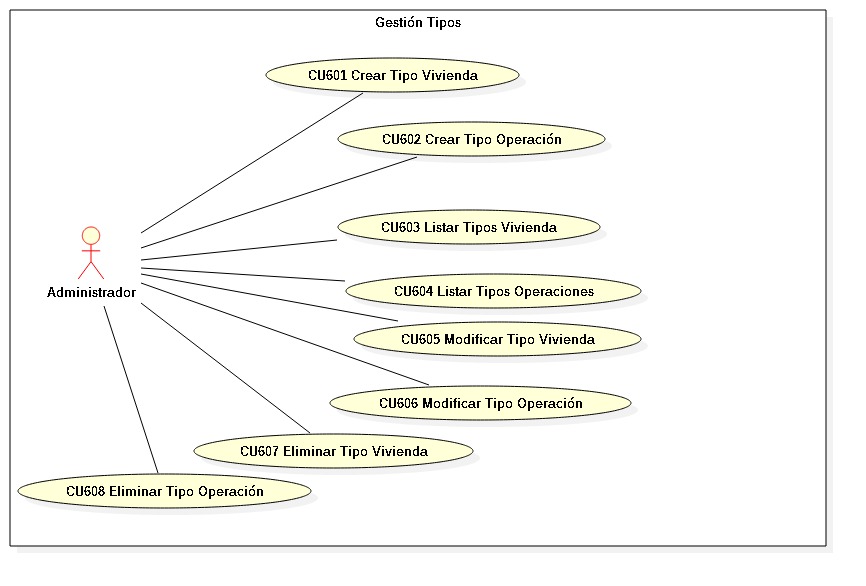 Gestión Tipos
CU601 Crear Tipo Vivienda
CU602 Crear Tipo Operación
CU603 Listar Tipos Vivienda
Administrador
CU604 Listar Tipos Operaciones
CU605 Modificar Tipo Vivienda
CU606 Modificar Tipo Operación
CU607 Eliminar Tipo Vivienda
CU608 Eliminar Tipo Operación